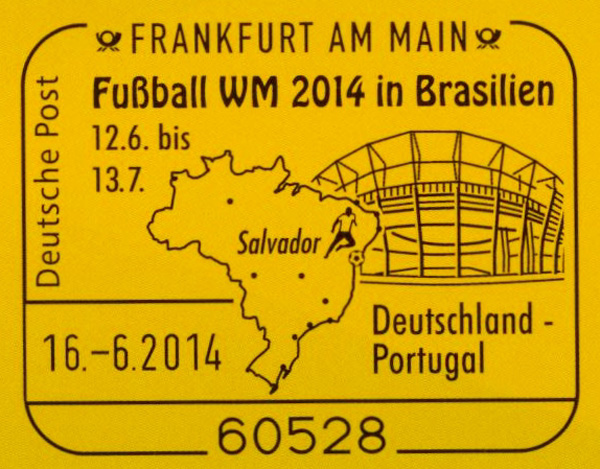 FRANKFURT AM MAIN
Deutsche Post
Fußball WM 2014 in Brasilien
12.6. bis
13.7.
Salvador
Deutschland -
Portugal
16.-6.2014
60528